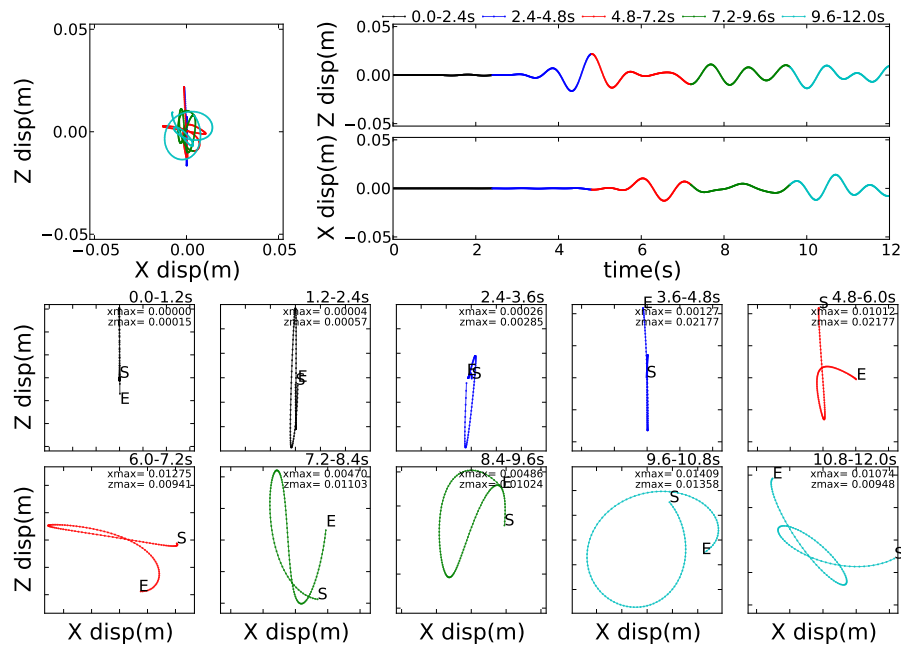 0.0-2.4s 2.4-4.8s 4.8-7.2s 7.2-9.6s 9.6-12.0s
0.05
0.00
−0.05
Z disp(m)
−0.05 0.00 0.05
X disp(m)
0.05
0.00
−0.05
Z disp(m)
0.05
0.00
−0.05
X disp(m)
0 2 4 6 8 10 12
time(s)
0.0-1.2s
xmax= 0.00000
zmax= 0.00015
S
E
Z disp(m)
1.2-2.4s
xmax= 0.00004
zmax= 0.00057
S
E
2.4-3.6s
xmax= 0.00026
zmax= 0.00285
E
S
3.6-4.8s
xmax= 0.00127
zmax= 0.02177
E
S
4.8-6.0s
xmax= 0.01012
zmax= 0.02177
S
E
6.0-7.2s
xmax= 0.01275
zmax= 0.00941
S
E
Z disp(m)
X disp(m)
7.2-8.4s
xmax= 0.00470
zmax= 0.01103
E
S
X disp(m)
8.4-9.6s
xmax= 0.00486
zmax= 0.01024
E
S
X disp(m)
9.6-10.8s
xmax= 0.01409
zmax= 0.01358
S
E
X disp(m)
10.8-12.0s
xmax= 0.01074
zmax= 0.00948
E
S
X disp(m)